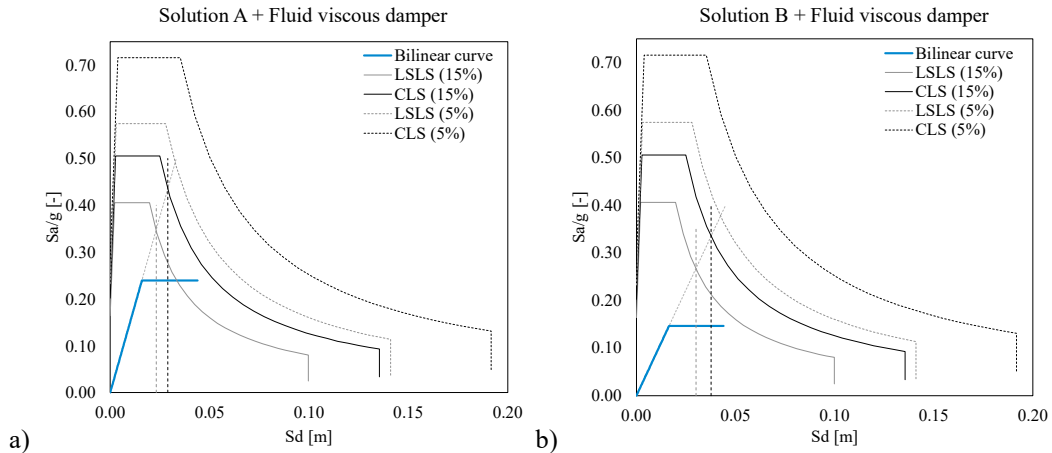 Solution A + Fluid viscous damper
Bilinear curve
LSLS (15%)
CLS (15%)
LSLS (5%)
CLS (5%)
Sa/g [-]
0.70
0.60
0.50
0.40
0.30
0.20
0.10
0.00
0.00 0.05 0.10 0.15 0.20
Sd [m]
a)
Solution B + Fluid viscous damper
Bilinear curve
LSLS (15%)
CLS (15%)
LSLS (5%)
CLS (5%)
Sa/g [-]
0.70
0.60
0.50
0.40
0.30
0.20
0.10
0.00
0.00 0.05 0.10 0.15 0.20
Sd [m]
b)